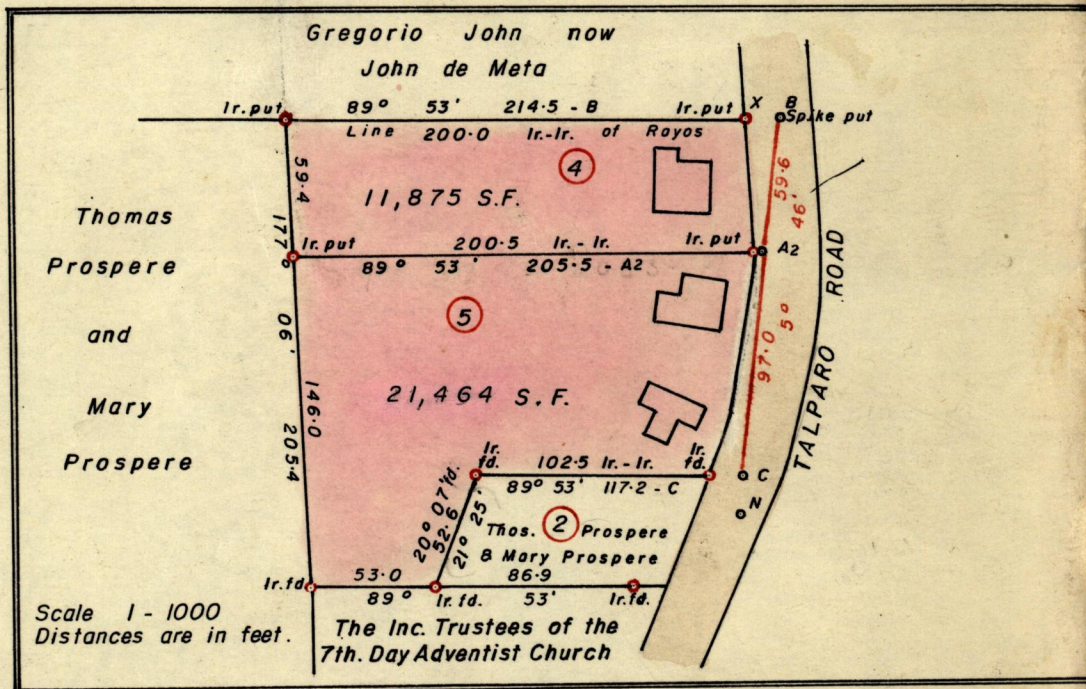 Gregorio John now
John de Meta
Ir. put
89° 53' 214.5 - B
Ir. put
X
B
Spike put
Line 200.0 Ir.-Ir. of Rayos
4
59.4
11,875 S.F.
59.6
46'
177°
Ir. put
200.5 Ir. - Ir.
Ir. put
A2
89° 53' 205.5 - A2
Thomas
Prospere
and
Mary
Prospere
5
06'
97.0
5°
TALPARO ROAD
21,464 S.F.
146.0
205.4
Ir.
fd.
102.5 Ir.-Ir.
Ir.
fd.
89° 53' 117.2 - C
C
N
20° 07' fd.
52.6
21° 25'
Thos. 2 Prospere
& Mary Prospere
53.0
86.9
Ir. fd
89°
Ir. fd.
53'
Ir. fd.
Scale 1 - 1000
Distances are in feet.
The Inc. Trustees of the
7th. Day Adventist Church